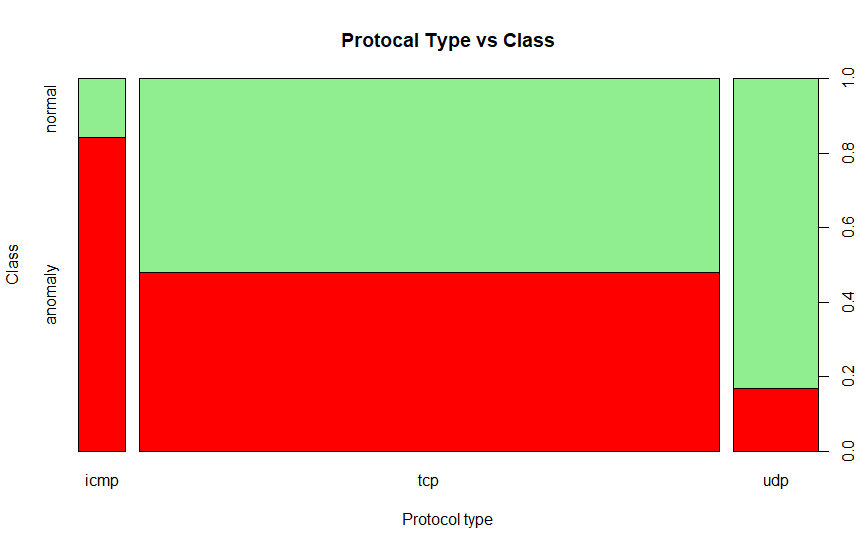 Protocal Type vs Class
normal
anomaly
Class
1.0
0.8
0.6
0.4
0.2
0.0
icmp
tcp
udp
Protocol type